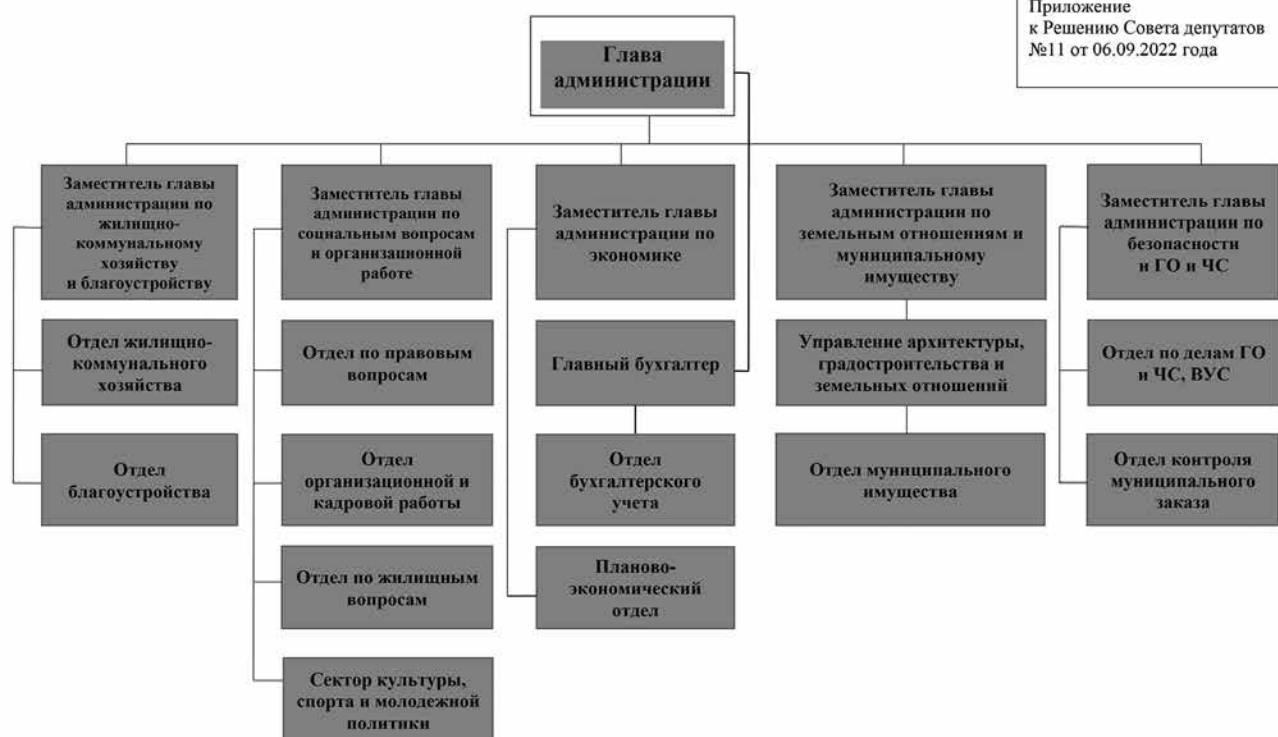 Приложение
к Решению Совета депутатов
№11 от 06.09.2022 года
Глава
администрации
Заместитель главы
администрации по
жилищно-
коммунальному
хозяйству
и благоустройству
Заместитель главы
администрации по
социальным вопросам
и организационной
работе
Заместитель главы
администрации по
экономике
Заместитель главы
администрации по
земельным отношениям и
муниципальному
имуществу
Заместитель главы
администрации по
безопасности
и ГО и ЧС
Отдел жилищно-
коммунального
хозяйства
Отдел по правовым
вопросам
Главный бухгалтер
Управление архитектуры,
градостроительства и
земельных отношений
Отдел по делам ГО
и ЧС, ВУС
Отдел
благоустройства
Отдел
организационной и
кадровой работы
Отдел
бухгалтерского
учета
Отдел муниципального
имущества
Отдел контроля
муниципального
заказа
Отдел по жилищным
вопросам
Планово-
экономический
отдел
Сектор культуры,
спорта и молодежной
политики